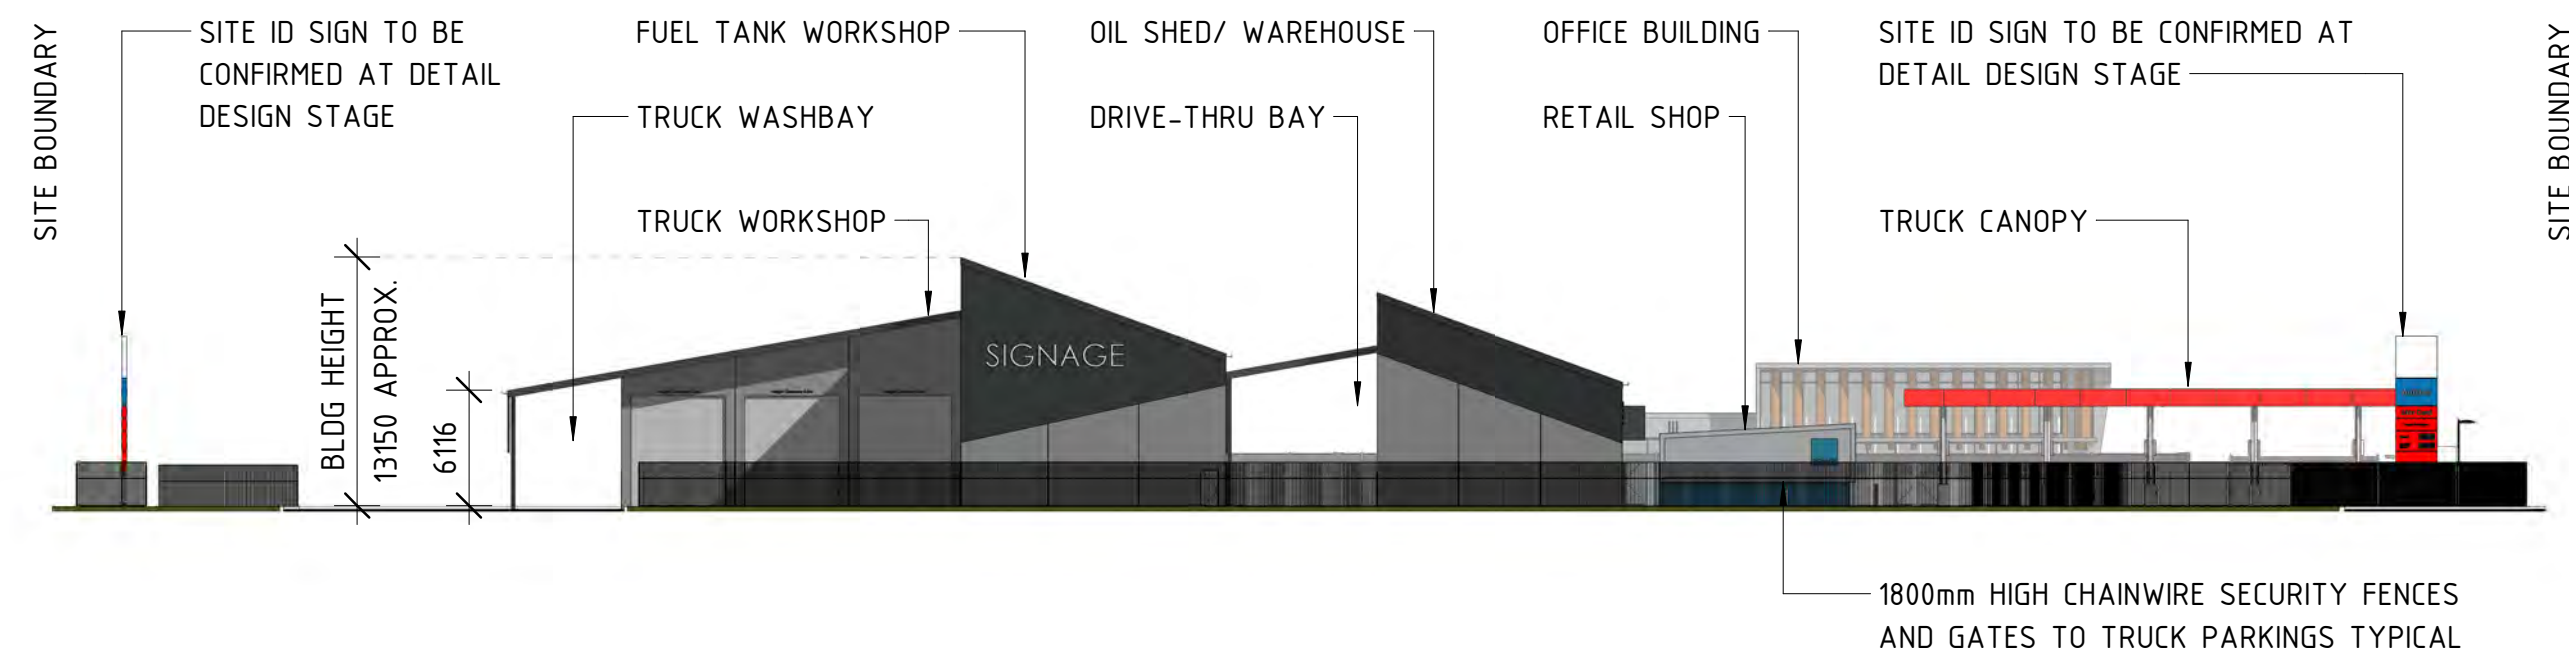 SITE BOUNDARY
SITE ID SIGN TO BE
CONFIRMED AT DETAIL
DESIGN STAGE
FUEL TANK WORKSHOP
TRUCK WASHBAY
TRUCK WORKSHOP
OIL SHED/ WAREHOUSE
DRIVE-THRU BAY
OFFICE BUILDING
RETAIL SHOP
SITE ID SIGN TO BE CONFIRMED AT
DETAIL DESIGN STAGE
TRUCK CANOPY
SITE BOUNDARY
BLDG HEIGHT
13150 APPROX.
6116
SIGNAGE
1800mm HIGH CHAINWIRE SECURITY FENCES
AND GATES TO TRUCK PARKINGS TYPICAL